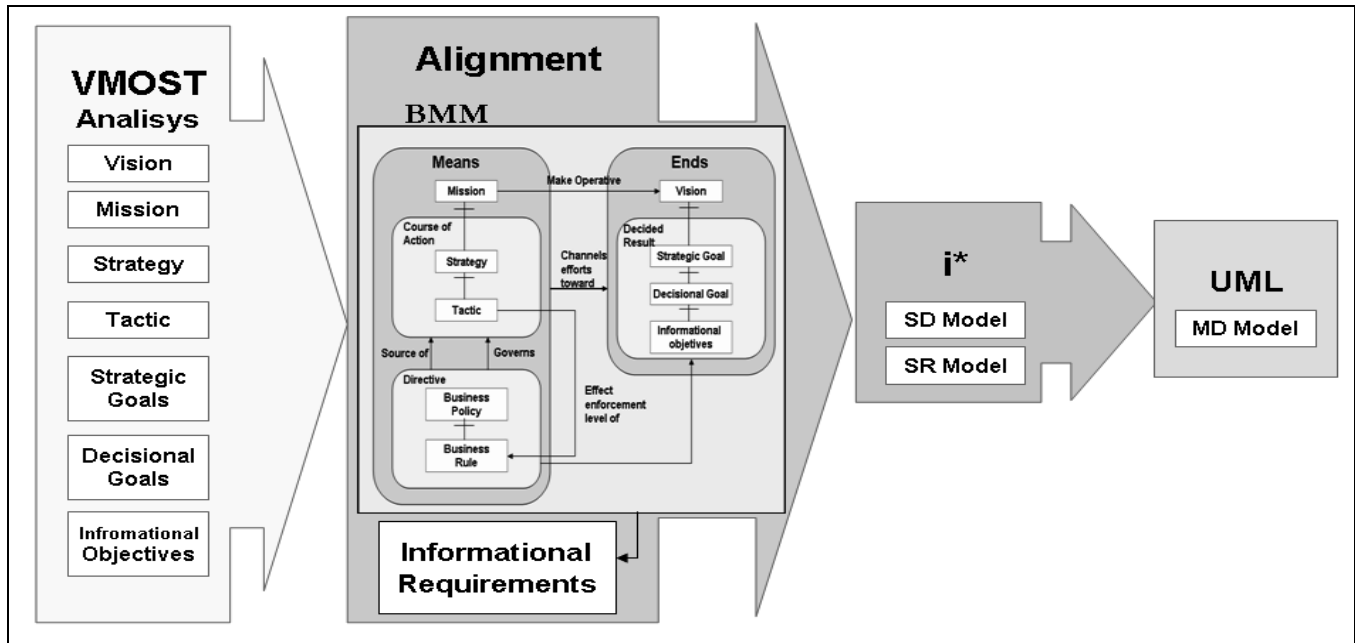 VMOST
Analisys
Vision
Mission
Strategy
Tactic
Strategic
Goals
Decisional
Goals
Infromational
Objectives
Alignment
BMM
Means
Mission
Course of
Action
Strategy
Tactic
Source of
Governs
Directive
Business
Policy
Business
Rule
Make Operative
Channels
efforts
toward
Effect
enforcement
level of
Ends
Vision
Decided
Result
Strategic Goal
Decisional Goal
Informational
objetives
Informational
Requirements
i*
SD Model
SR Model
UML
MD Model